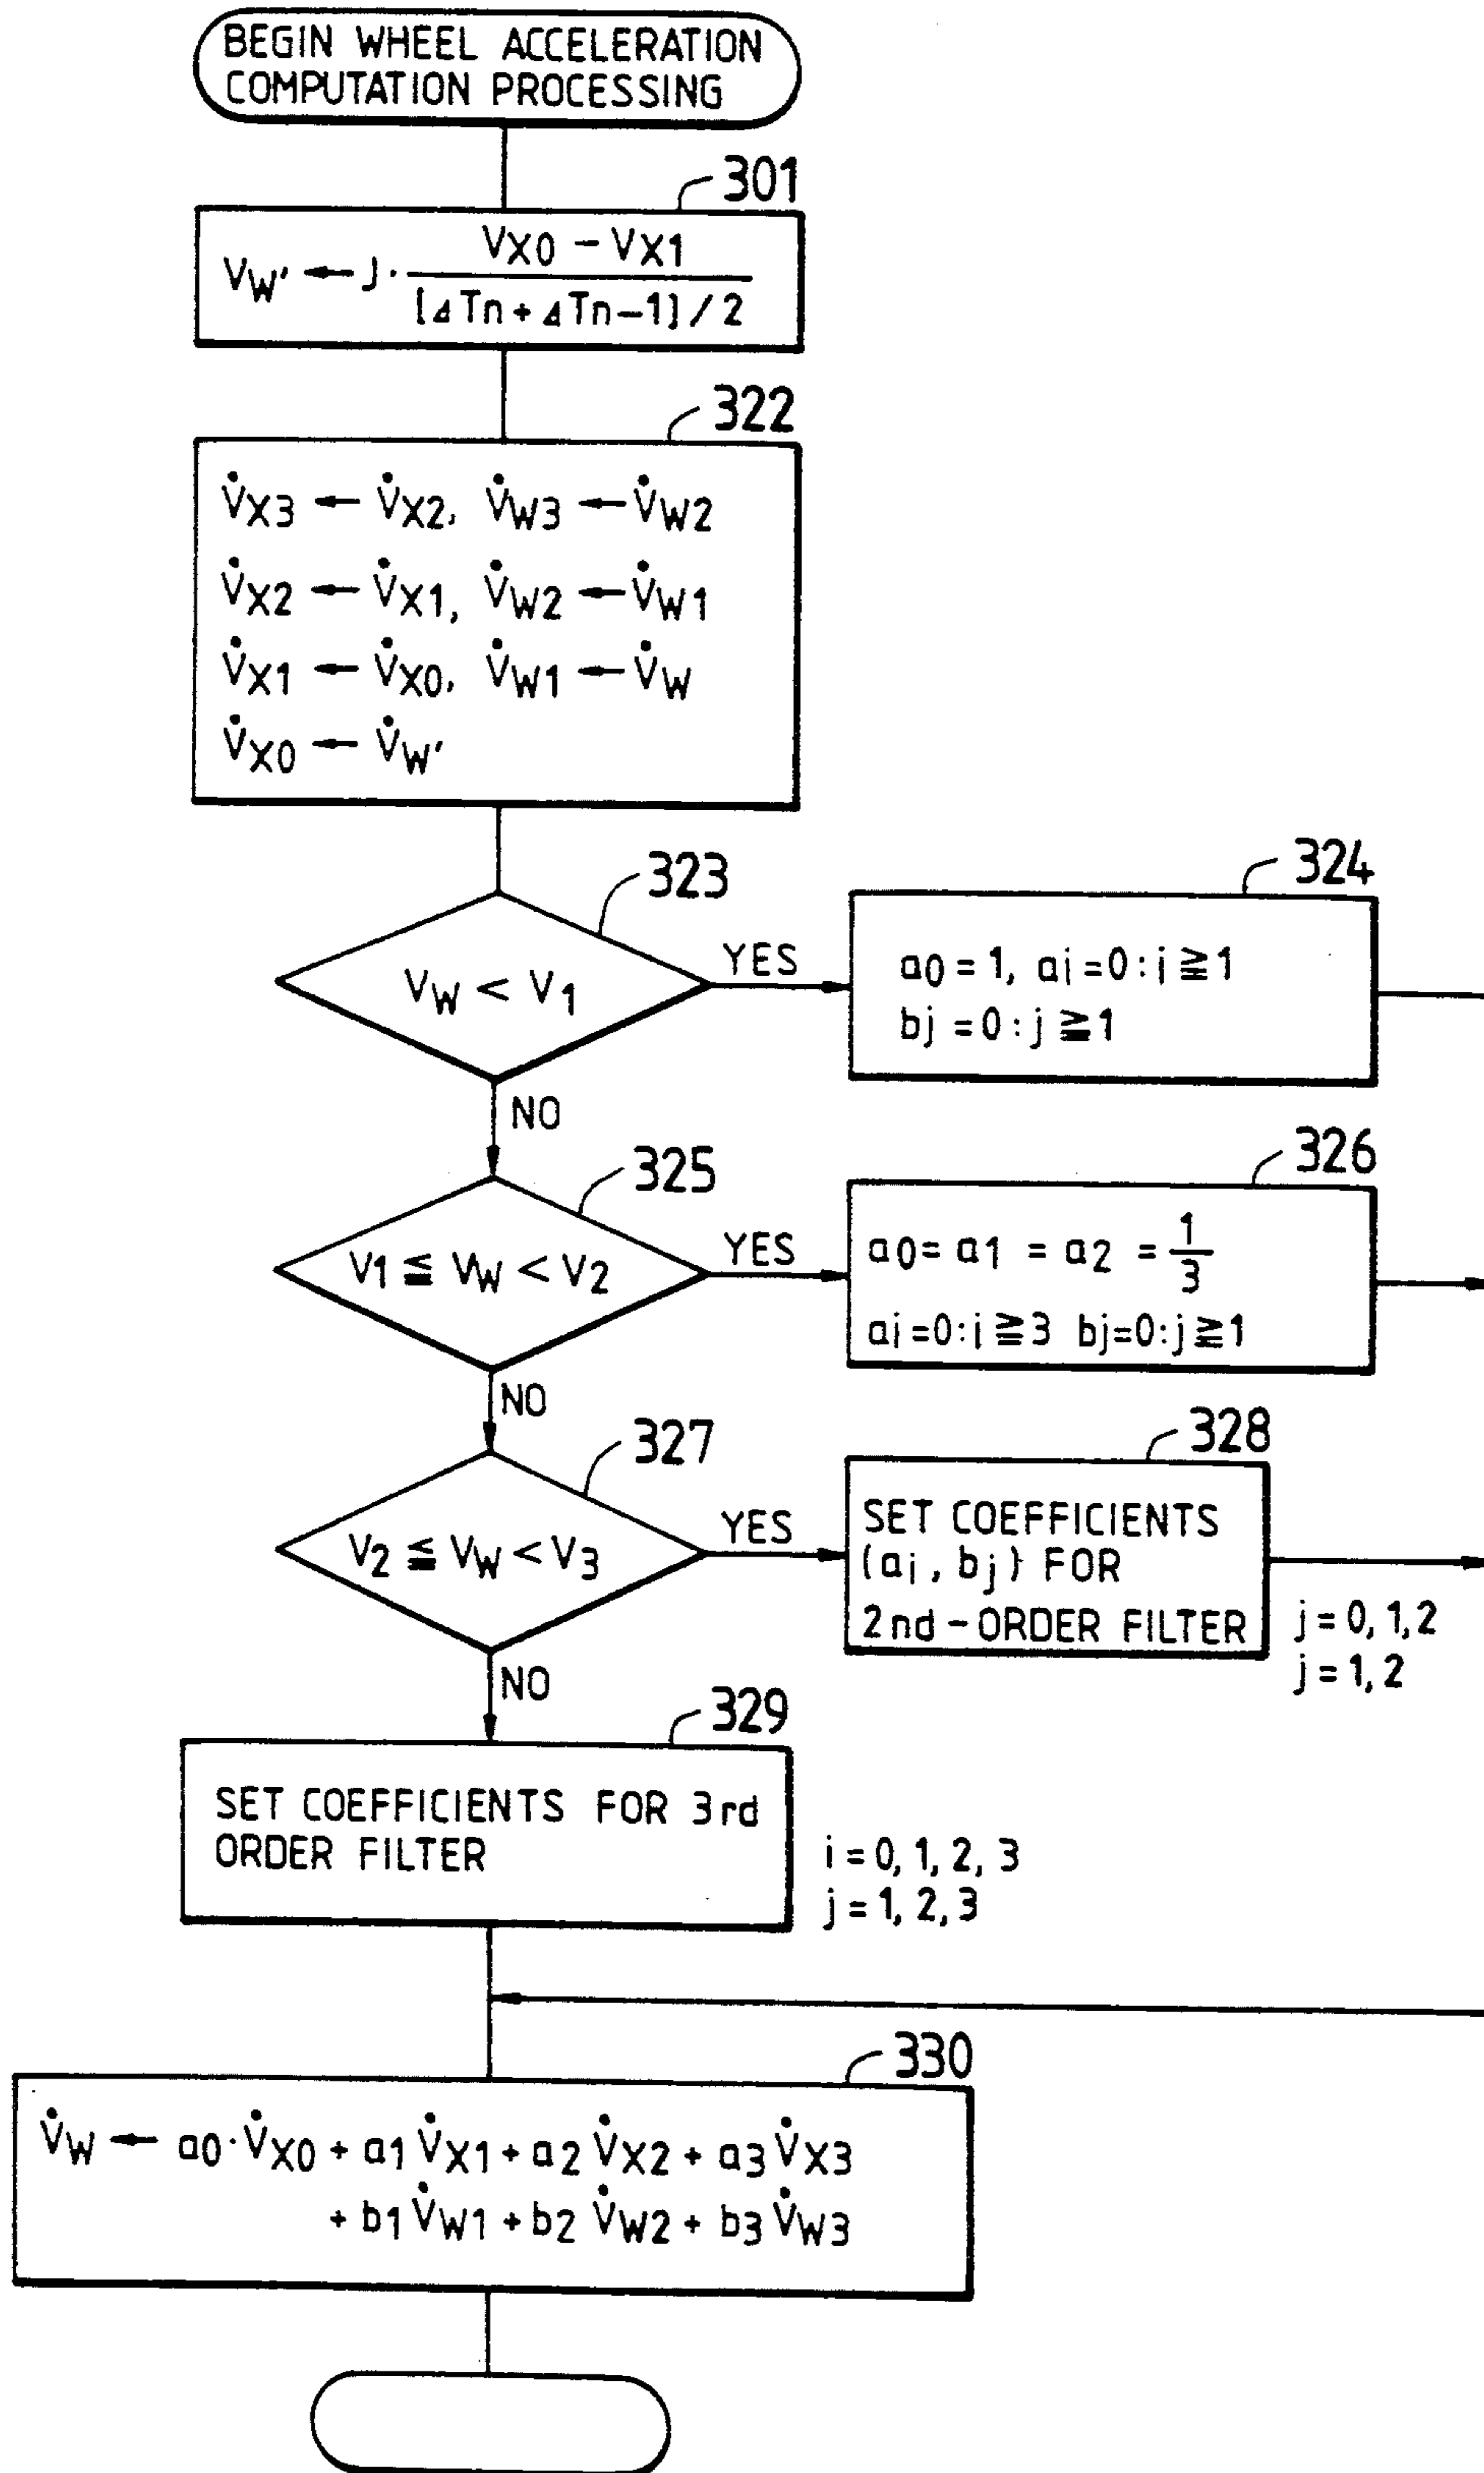 BEGIN WHEEL ACCELERATION
COMPUTATION PROCESSING
301
VW' ← J · (VX0 − VX1) / ([⊿Tn + ⊿Tn−1] / 2)
322
V̇X3 ← V̇X2, V̇W3 ← V̇W2
V̇X2 ← V̇X1, V̇W2 ← V̇W1
V̇X1 ← V̇X0, V̇W1 ← V̇W
V̇X0 ← V̇W'
323
VW < V1
YES
324
a0 = 1, ai = 0 : i ≧ 1
bj = 0 : j ≧ 1
NO
325
V1 ≦ VW < V2
YES
326
a0 = a1 = a2 = 1/3
ai = 0 : i ≧ 3 bj = 0 : j ≧ 1
NO
327
V2 ≦ VW < V3
YES
328
SET COEFFICIENTS
(ai, bj) FOR
2nd − ORDER FILTER
j = 0, 1, 2
j = 1, 2
NO
329
SET COEFFICIENTS FOR 3rd
ORDER FILTER
i = 0, 1, 2, 3
j = 1, 2, 3
330
V̇W ← a0 · V̇X0 + a1 V̇X1 + a2 V̇X2 + a3 V̇X3
+ b1 V̇W1 + b2 V̇W2 + b3 V̇W3